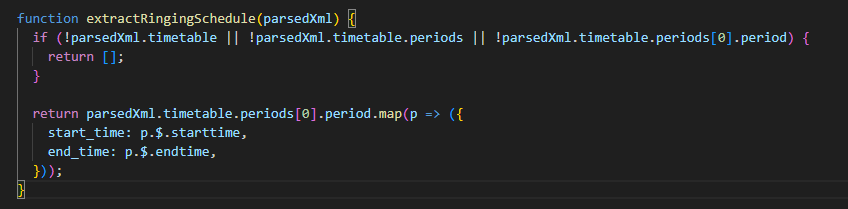 function extractRingingSchedule(parsedXml) {
  if (!parsedXml.timetable || !parsedXml.timetable.periods || !parsedXml.timetable.periods[0].period) {
    return [];
  }

  return parsedXml.timetable.periods[0].period.map(p => ({
    start_time: p.$.starttime,
    end_time: p.$.endtime,
  }));
}